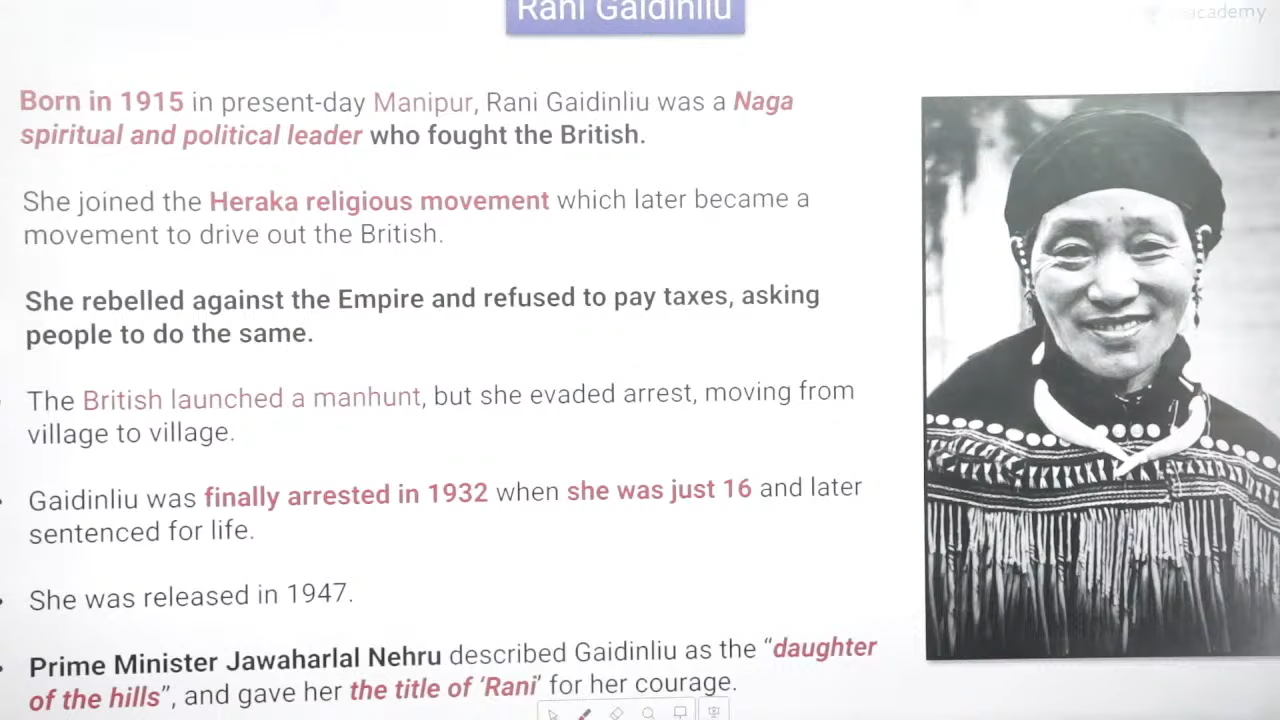 Rani Gaidinliu
academy
Born in 1915 in present-day Manipur, Rani Gaidinliu was a Naga
spiritual and political leader who fought the British.
She joined the Heraka religious movement which later became a
movement to drive out the British.
She rebelled against the Empire and refused to pay taxes, asking
people to do the same.
The British launched a manhunt, but she evaded arrest, moving from
village to village.
Gaidinliu was finally arrested in 1932 when she was just 16 and later
sentenced for life.
She was released in 1947.
Prime Minister Jawaharlal Nehru described Gaidinliu as the “daughter
of the hills”, and gave her the title of ‘Rani’ for her courage.